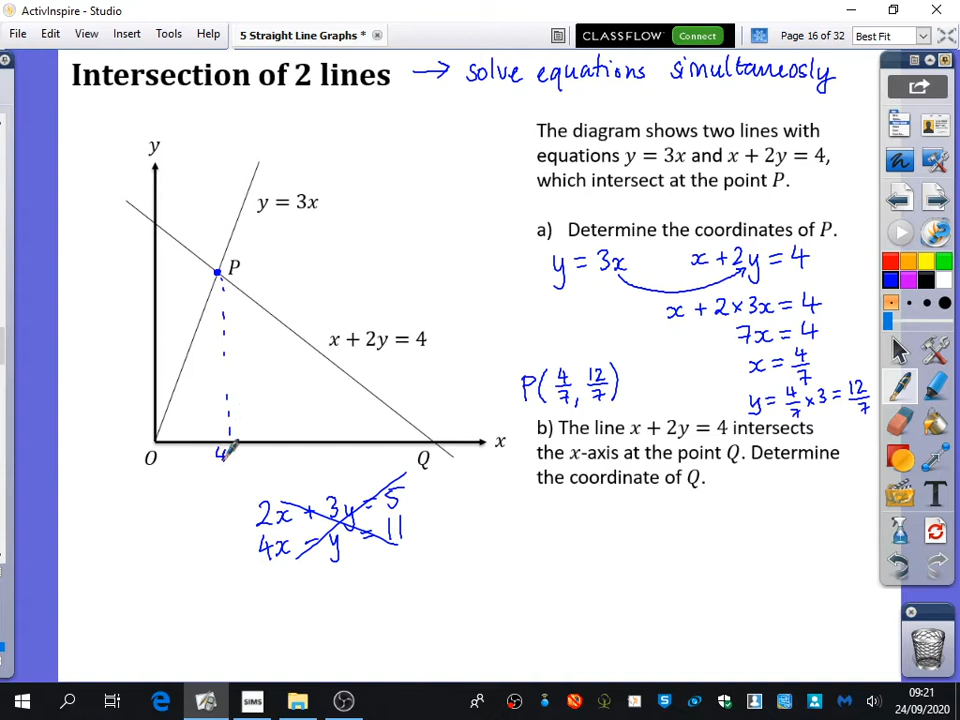 ActivInspire - Studio
File Edit View Insert Tools Help
5 Straight Line Graphs *
CLASSFLOW Connect
Page 16 of 32
Best Fit
Intersection of 2 lines → solve equations simultaneosly
The diagram shows two lines with
equations y = 3x and x + 2y = 4,
which intersect at the point P.
a) Determine the coordinates of P.
y = 3x x + 2y = 4
x + 2 × 3x = 4
7x = 4
x = 4/7
y = 4/7 × 3 = 12/7
P(4/7, 12/7)
b) The line x + 2y = 4 intersects
the x-axis at the point Q. Determine
the coordinate of Q.
y
y = 3x
P
x + 2y = 4
x
O
4
Q
2x + 3y = 5
4x = y = 11
SIMS
09:21
24/09/2020